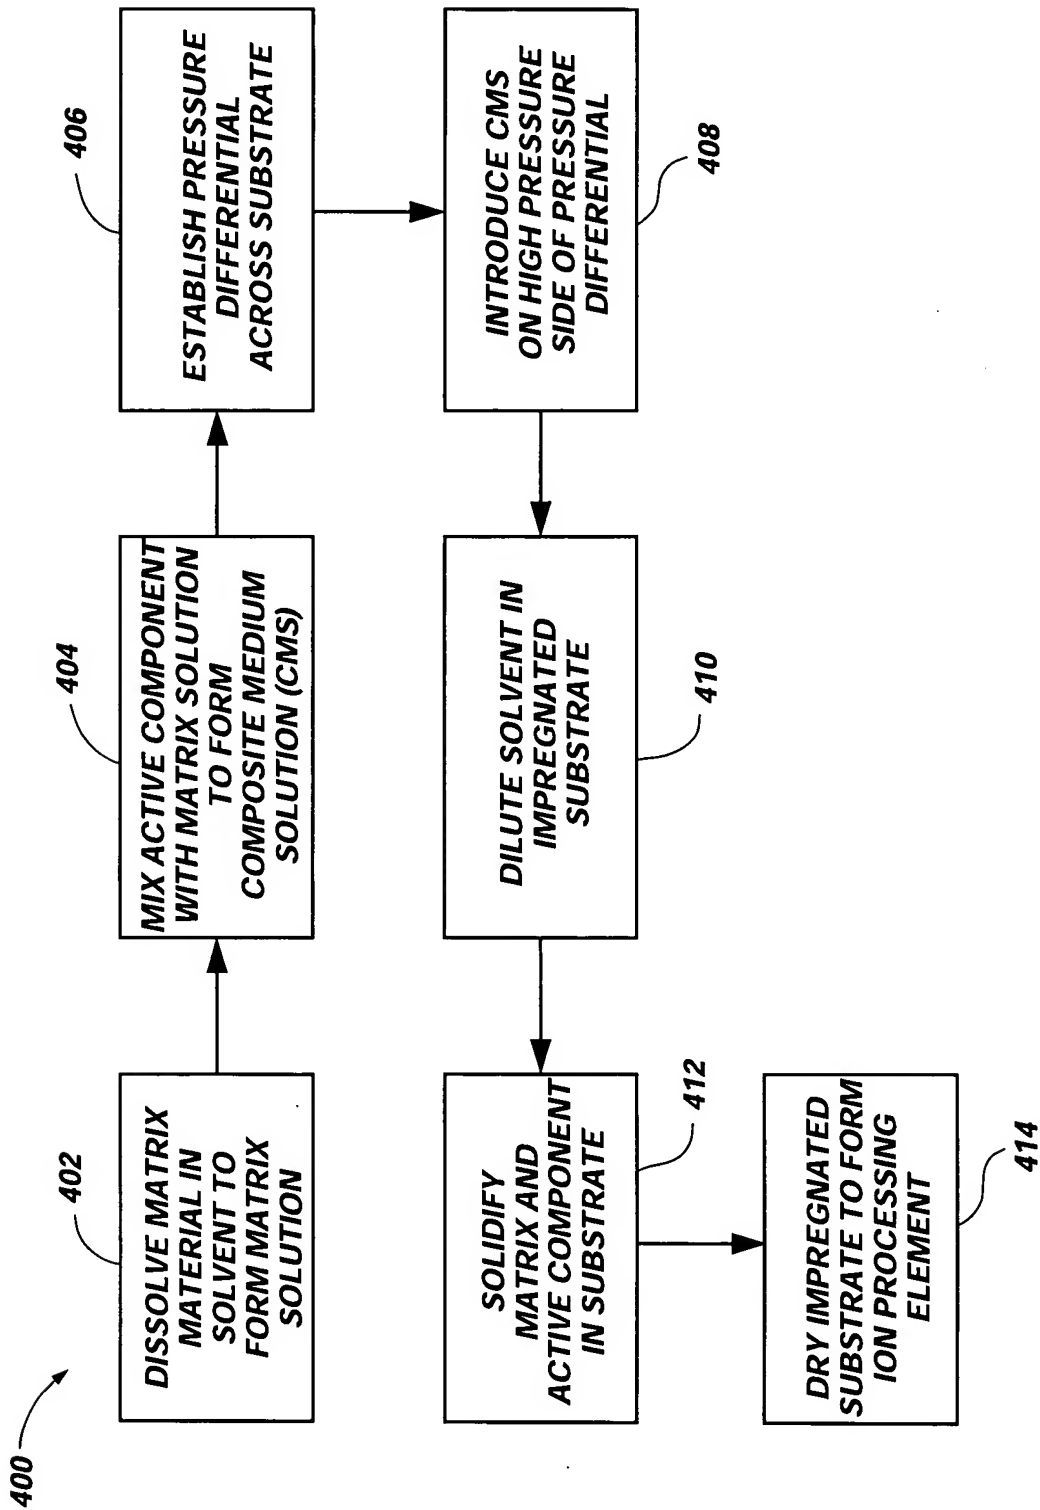 400
402
DISSOLVE MATRIX
MATERIAL IN
SOLVENT TO
FORM MATRIX
SOLUTION
404
MIX ACTIVE COMPONENT
WITH MATRIX SOLUTION
TO FORM
COMPOSITE MEDIUM
SOLUTION (CMS)
406
ESTABLISH PRESSURE
DIFFERENTIAL
ACROSS SUBSTRATE
INTRODUCE CMS
ON HIGH PRESSURE
SIDE OF PRESSURE
DIFFERENTIAL
408
DILUTE SOLVENT IN
IMPREGNATED
SUBSTRATE
410
SOLIDIFY
MATRIX AND
ACTIVE COMPONENT
IN SUBSTRATE
412
DRY IMPREGNATED
SUBSTRATE TO FORM
ION PROCESSING
ELEMENT
414